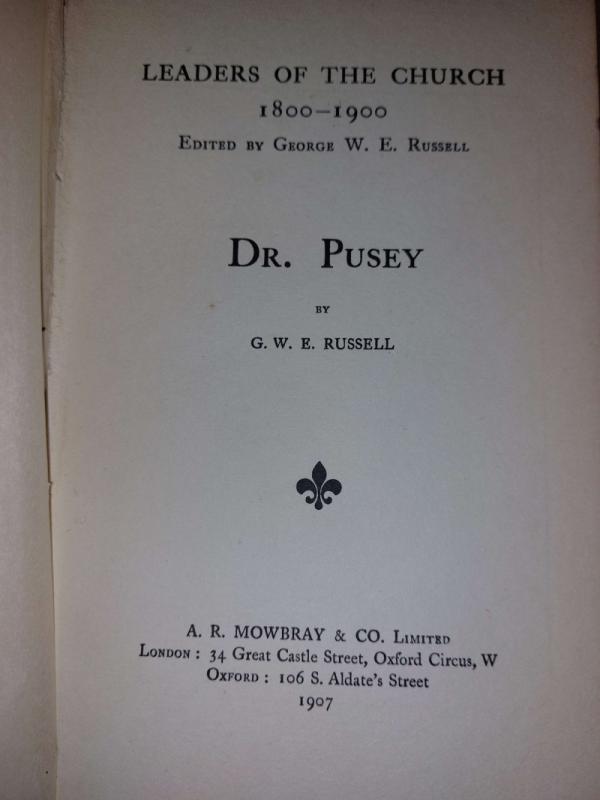 LEADERS OF THE CHURCH
1800–1900
EDITED BY GEORGE W. E. RUSSELL
DR. PUSEY
BY
G. W. E. RUSSELL
A. R. MOWBRAY & CO. LIMITED
LONDON : 34 Great Castle Street, Oxford Circus, W
OXFORD : 106 S. Aldate's Street
1907